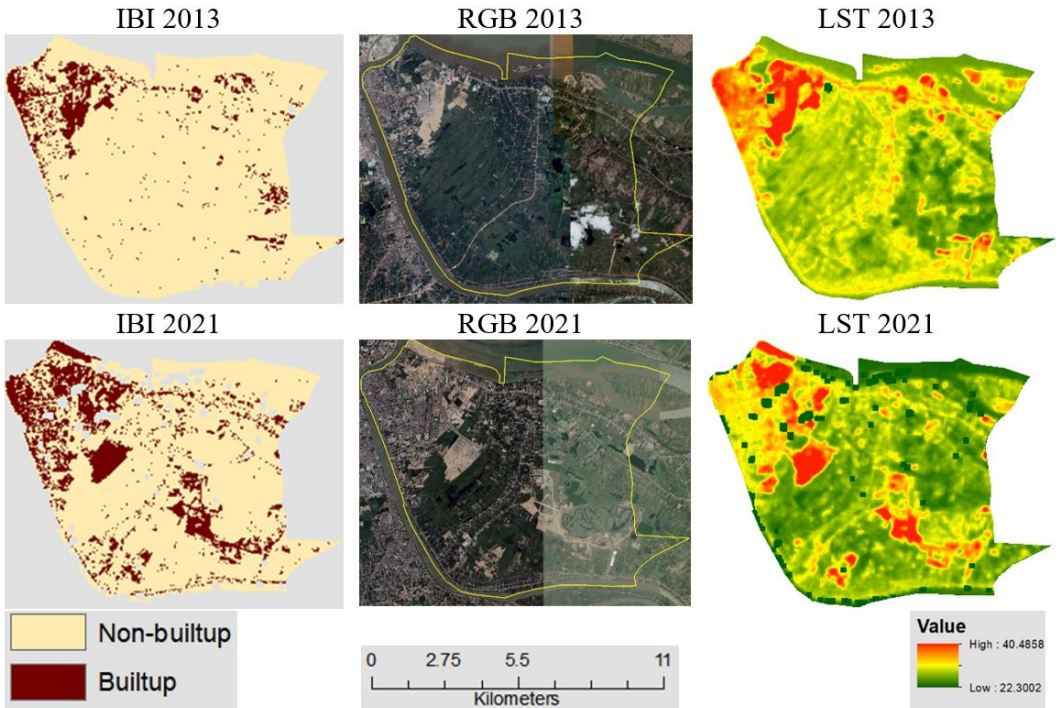 IBI 2013
RGB 2013
LST 2013
IBI 2021
RGB 2021
LST 2021
Non-builtup
Builtup
0 2.75 5.5 11
Kilometers
Value
High : 40.4858
Low : 22.3002